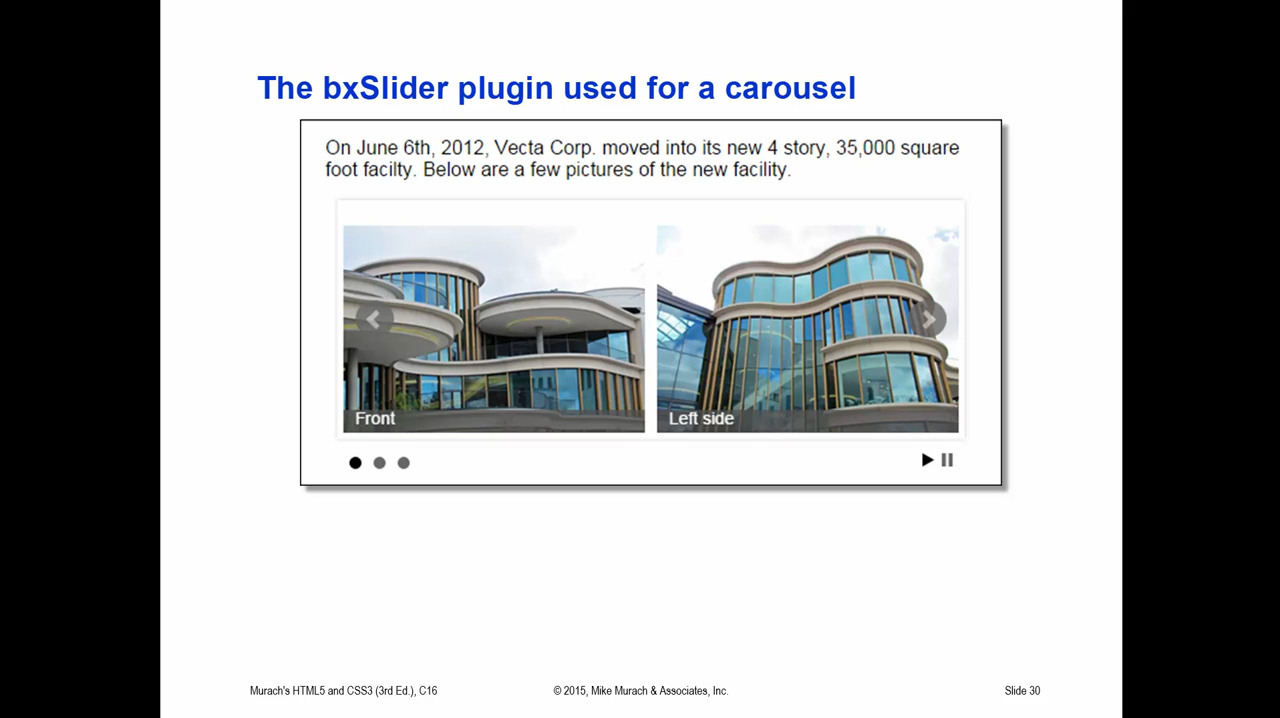 The bxSlider plugin used for a carousel
On June 6th, 2012, Vecta Corp. moved into its new 4 story, 35,000 square
foot facilty. Below are a few pictures of the new facility.
Front
Left side
Murach's HTML5 and CSS3 (3rd Ed.), C16
© 2015, Mike Murach & Associates, Inc.
Slide 30